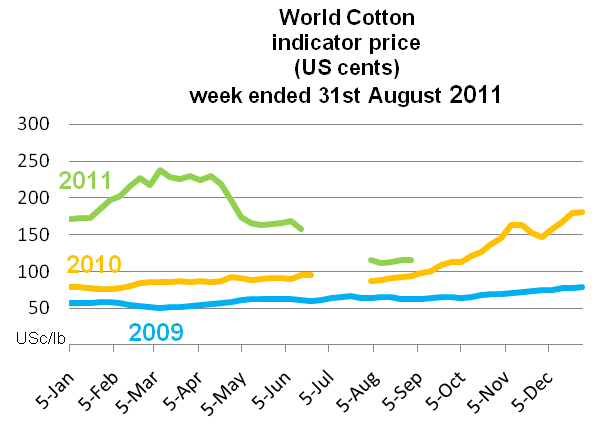 World Cotton
indicator price
(US cents)
week ended 31st August 2011
300
250
200
150
100
50
USc/lb
2011
2010
2009
5-Jan
5-Feb
5-Mar
5-Apr
5-May
5-Jun
5-Jul
5-Aug
5-Sep
5-Oct
5-Nov
5-Dec